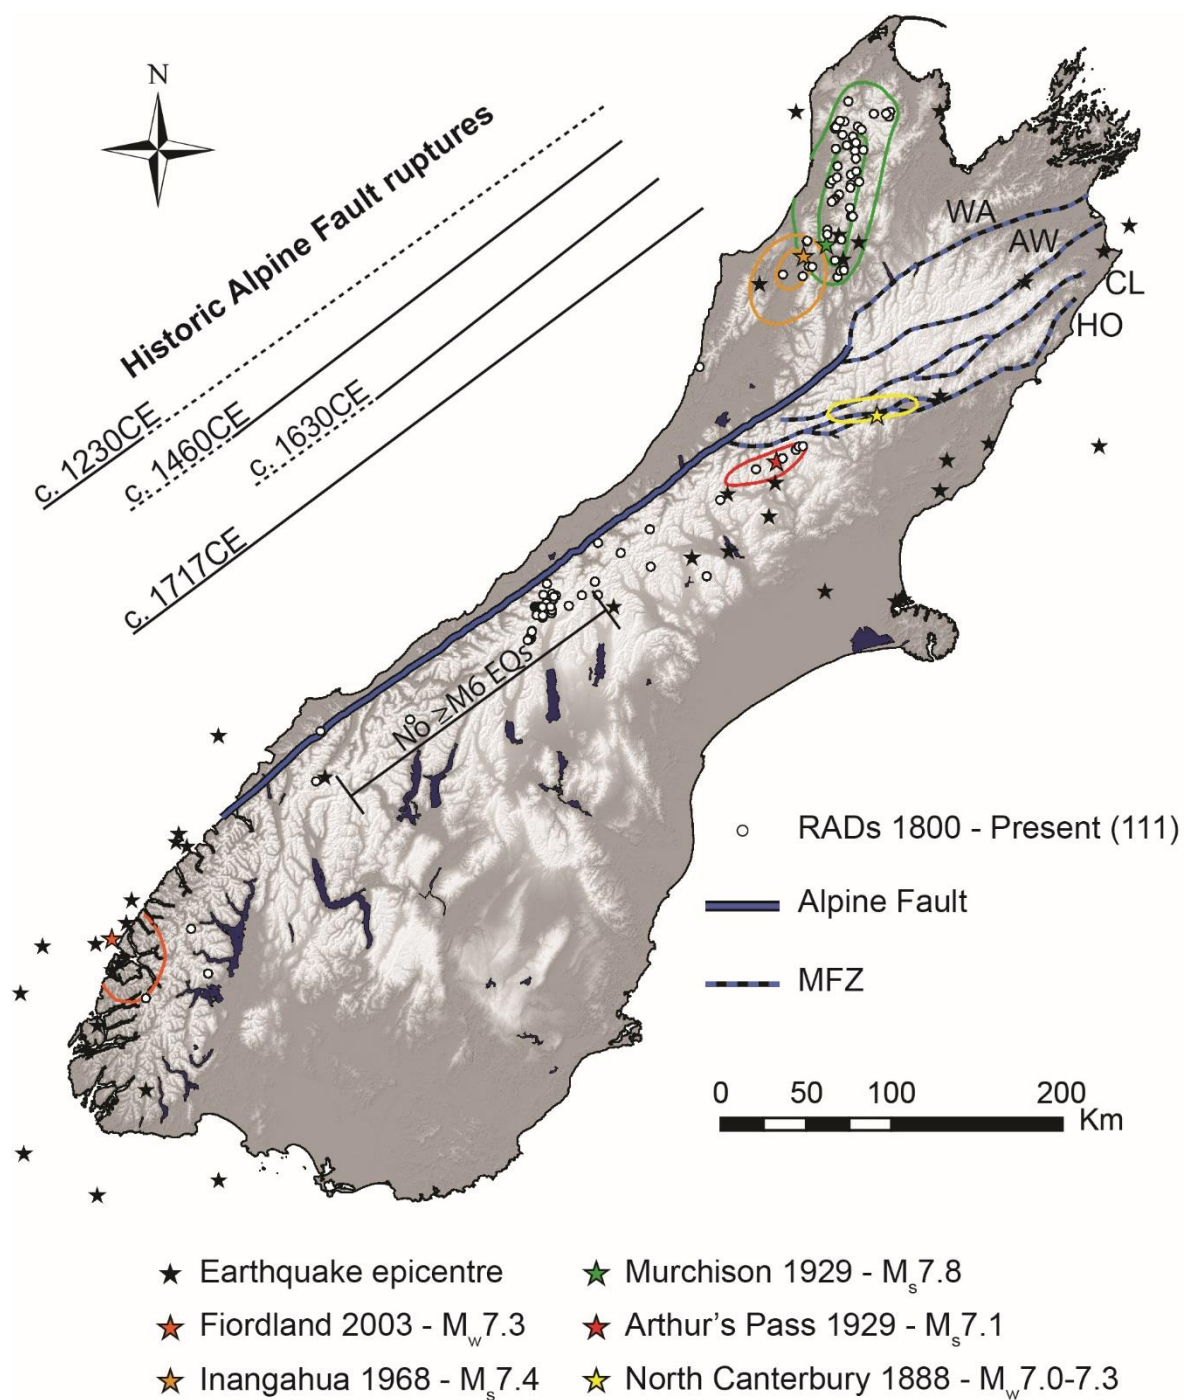 N
Historic Alpine Fault ruptures
c. 1230CE
c. 1460CE
c. 1630CE
c. 1717CE
WA
AW
CL
HO
No ≥M6 EQs
RADs 1800 - Present (111)
Alpine Fault
MFZ
0 50 100 200
Km
Earthquake epicentre
Murchison 1929 - Ms7.8
Fiordland 2003 - Mw7.3
Arthur's Pass 1929 - Ms7.1
Inangahua 1968 - Ms7.4
North Canterbury 1888 - Mw7.0-7.3